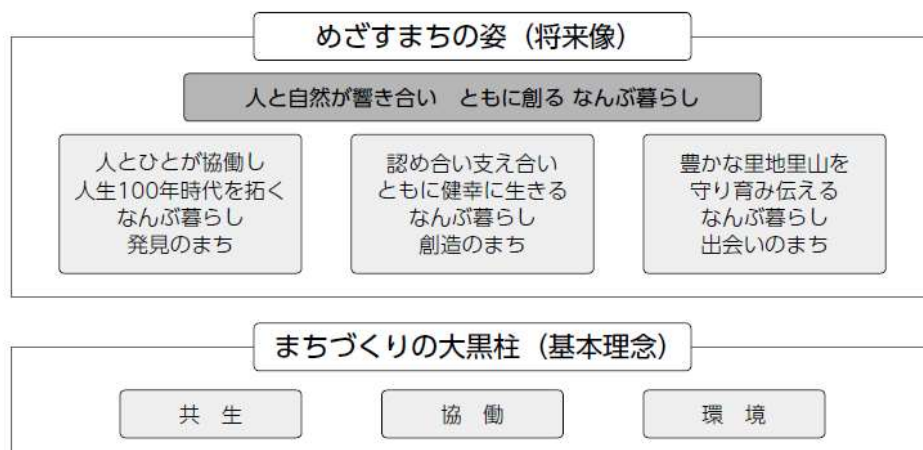 めざすまちの姿（将来像）
人と自然が響き合い　ともに創る なんぶ暮らし
人とひとが協働し
人生100年時代を拓く
なんぶ暮らし
発見のまち
認め合い支え合い
ともに健幸に生きる
なんぶ暮らし
創造のまち
豊かな里地里山を
守り育み伝える
なんぶ暮らし
出会いのまち
まちづくりの大黒柱（基本理念）
共　生
協　働
環　境